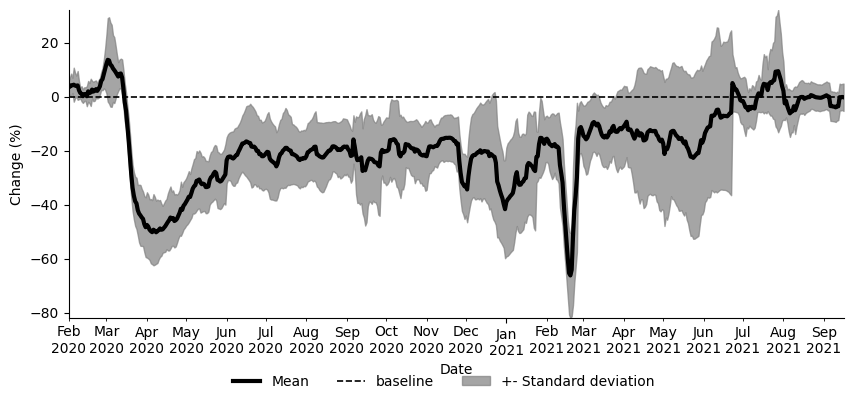 Change (%)
20
0
−20
−40
−60
−80
Feb Mar Apr May Jun Jul Aug Sep Oct Nov Dec Jan Feb Mar Apr May Jun Jul Aug Sep
2020 2020 2020 2020 2020 2020 2020 2020 2020 2020 2020 2021 2021 2021 2021 2021 2021 2021 2021 2021
Date
Mean baseline +- Standard deviation